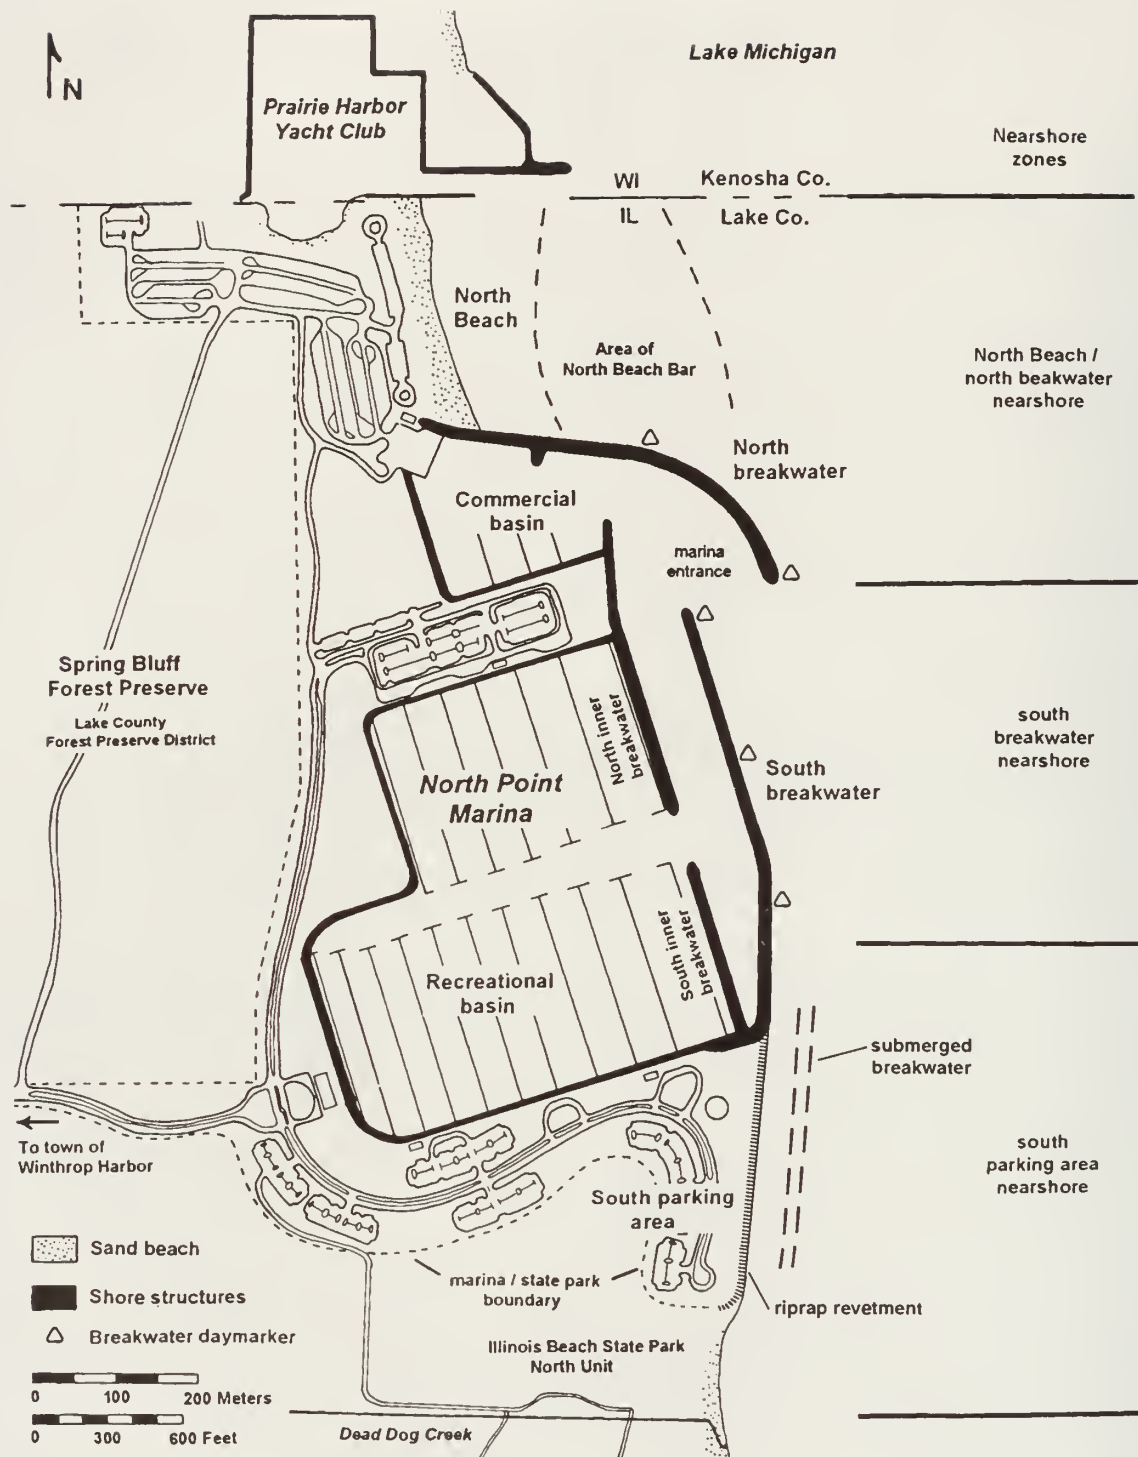 N
Lake Michigan
Prairie Harbor
Yacht Club
Nearshore
zones
WI Kenosha Co.
IL Lake Co.
North
Beach
Area of
North Beach Bar
North Beach /
north beakwater
nearshore
North
breakwater
Commercial
basin
marina
entrance
Spring Bluff
Forest Preserve
Lake County
Forest Preserve District
North inner
breakwater
south
breakwater
nearshore
North Point
Marina
South
breakwater
South inner
breakwater
Recreational
basin
submerged
breakwater
To town of
Winthrop Harbor
south
parking area
nearshore
South parking
area
Sand beach
marina / state park
boundary
Shore structures
riprap revetment
Breakwater daymarker
Illinois Beach State Park
North Unit
0 100 200 Meters
0 300 600 Feet
Dead Dog Creek